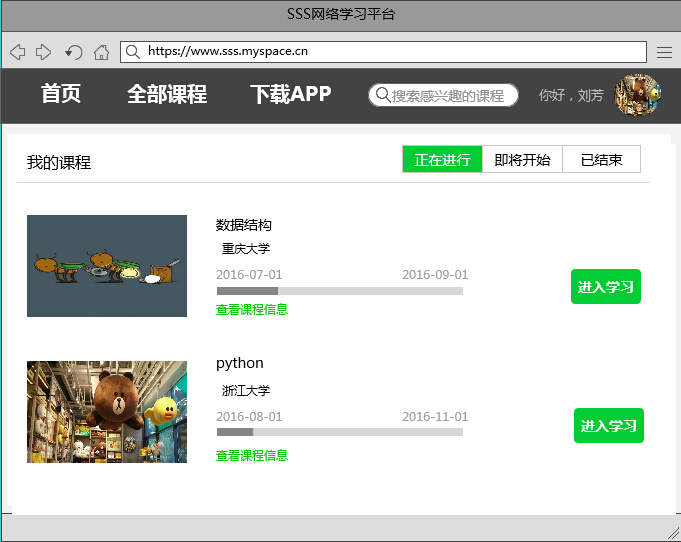 SSS网络学习平台
https://www.sss.myspace.cn
首页 全部课程 下载APP 搜索感兴趣的课程 你好，刘芳
我的课程 正在进行 即将开始 已结束
数据结构
重庆大学
2016-07-01 2016-09-01
进入学习
查看课程信息
python
浙江大学
2016-08-01 2016-11-01
进入学习
查看课程信息